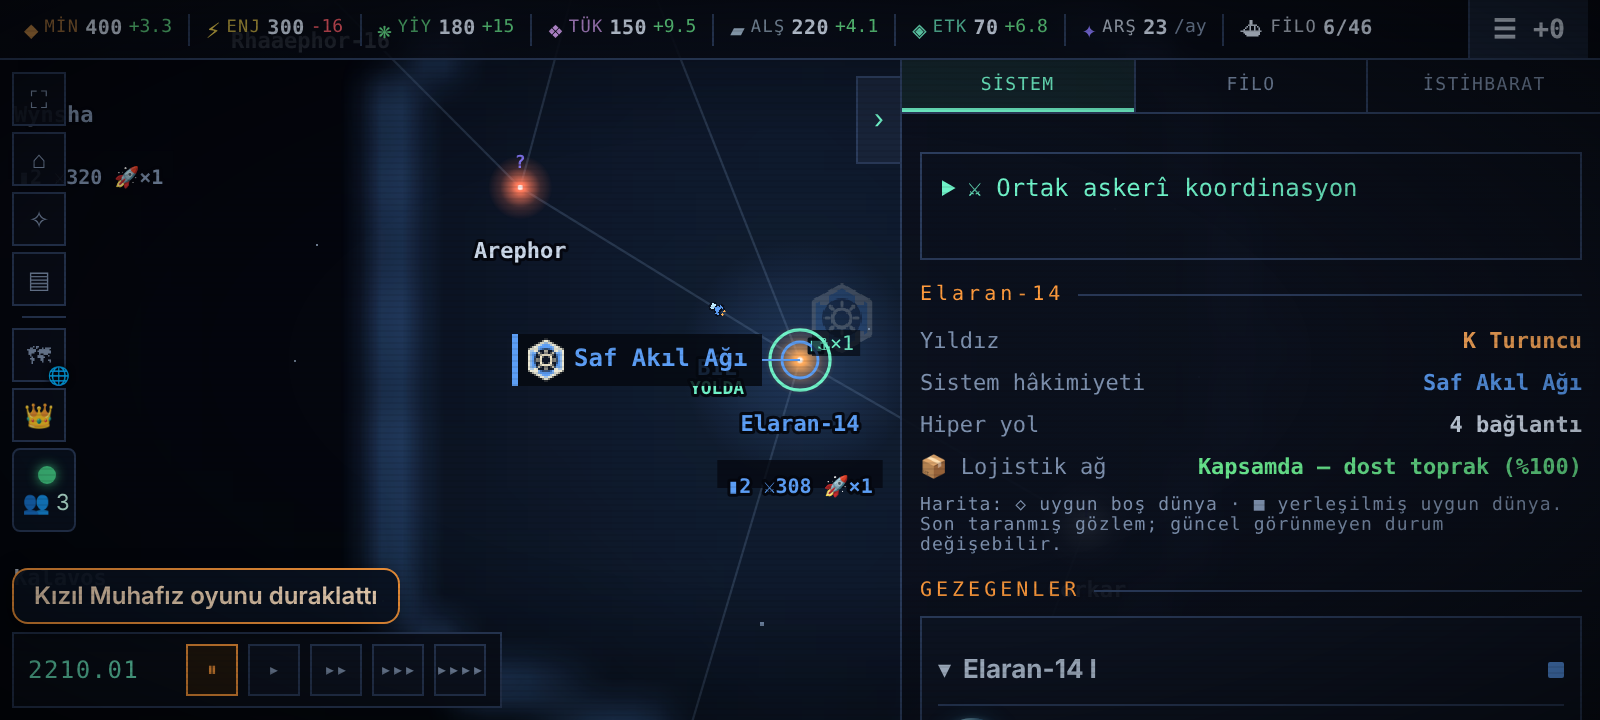 MİN 400 +3.3
ENJ 300 -16
YİY 180 +15
TÜK 150 +9.5
ALŞ 220 +4.1
ETK 70 +6.8
ARŞ 23 /ay
FİLO 6/46
☰ +0
Rhaaephor-16
Wynsha
320 🚀×1
?
Arephor
Saf Akıl Ağı
×1
YOLDA
Elaran-14
▮2 ⚔308 🚀×1
👥 3
Kızıl Muhafız oyunu duraklattı
2210.01
›
SİSTEM
FİLO
İSTİHBARAT
▶ ⚔ Ortak askerî koordinasyon
Elaran-14
Yıldız K Turuncu
Sistem hâkimiyeti Saf Akıl Ağı
Hiper yol 4 bağlantı
📦 Lojistik ağ Kapsamda — dost toprak (%100)
Harita: ◇ uygun boş dünya · ■ yerleşilmiş uygun dünya.
Son taranmış gözlem; güncel görünmeyen durum
değişebilir.
GEZEGENLER
▼ Elaran-14 I